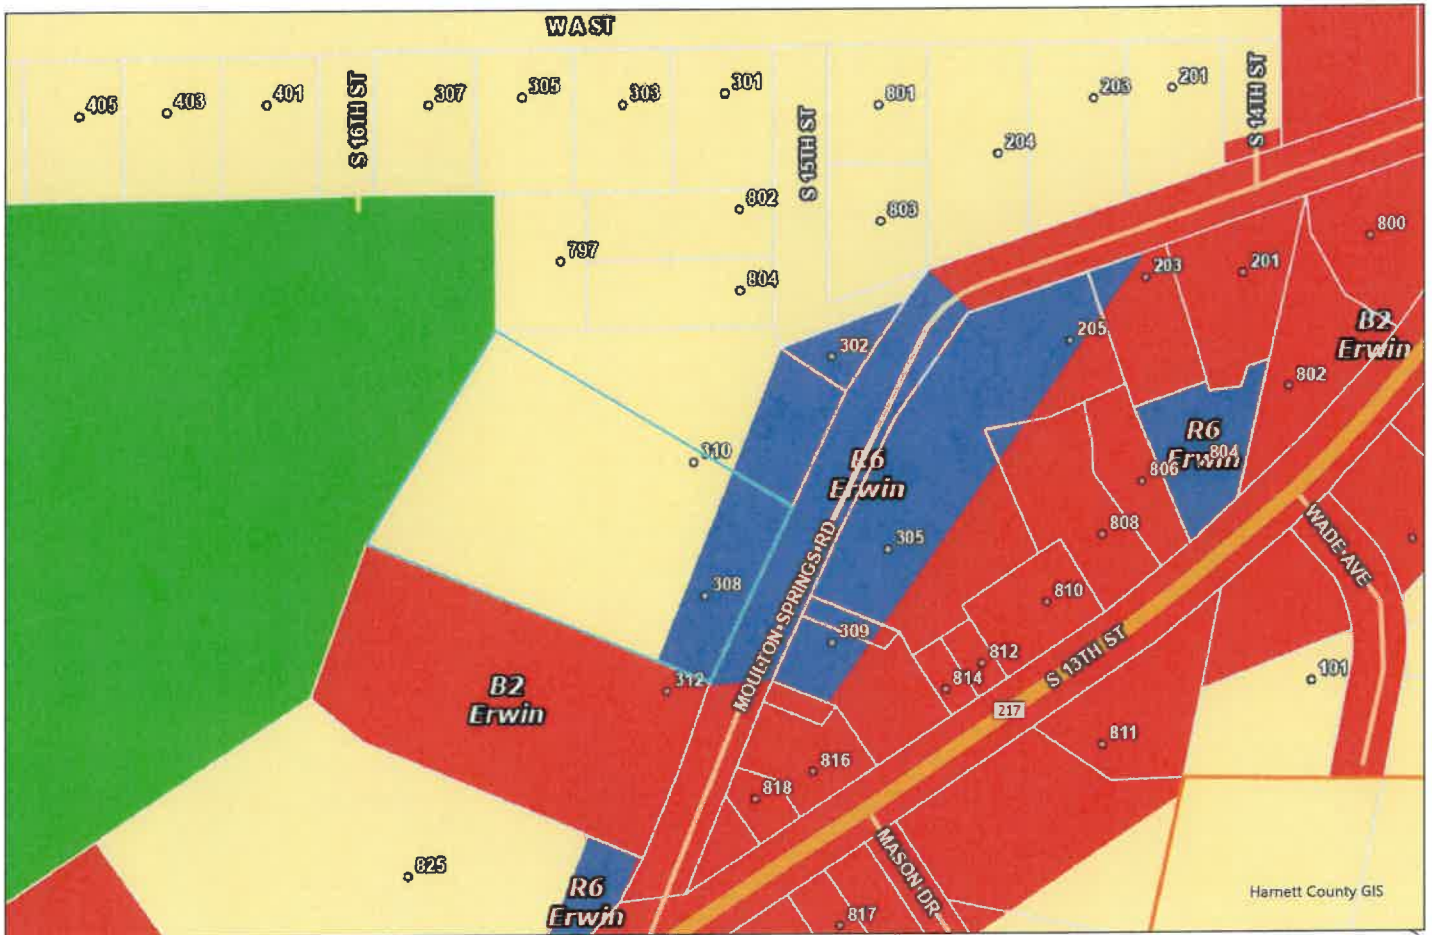 W A ST
405
403
401
S 16TH ST
307
305
303
301
S 15TH ST
801
203
201
S 14TH ST
204
802
803
797
804
800
203
201
205
302
B2
Erwin
802
310
R6
Erwin
R6
Erwin
804
806
305
808
WADE AVE
308
MOULTON SPRINGS RD
810
309
812
S 13TH ST
101
312
814
B2
Erwin
217
811
816
818
825
MASON DR
R6
Erwin
817
Harnett County GIS